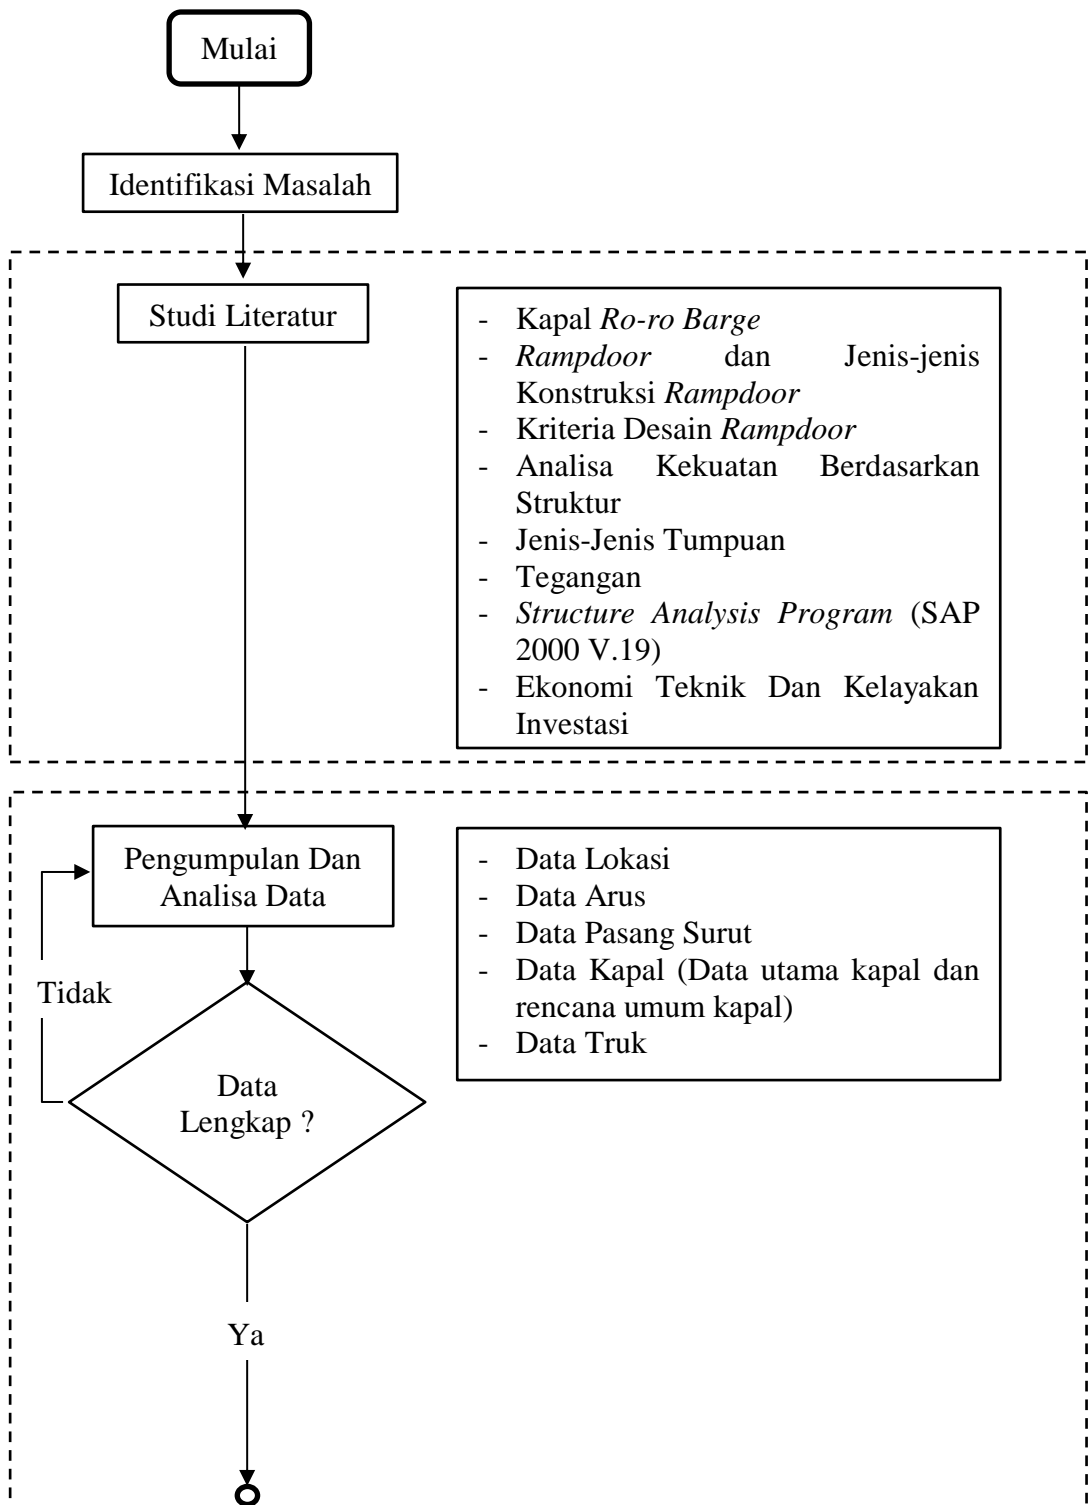 Mulai
Identifikasi Masalah
Studi Literatur
- Kapal Ro-ro Barge
- Rampdoor dan Jenis-jenis
Konstruksi Rampdoor
- Kriteria Desain Rampdoor
- Analisa Kekuatan Berdasarkan
Struktur
- Jenis-Jenis Tumpuan
- Tegangan
- Structure Analysis Program (SAP
2000 V.19)
- Ekonomi Teknik Dan Kelayakan
Investasi
Pengumpulan Dan
Analisa Data
- Data Lokasi
- Data Arus
- Data Pasang Surut
- Data Kapal (Data utama kapal dan
rencana umum kapal)
- Data Truk
Tidak
Data
Lengkap ?
Ya